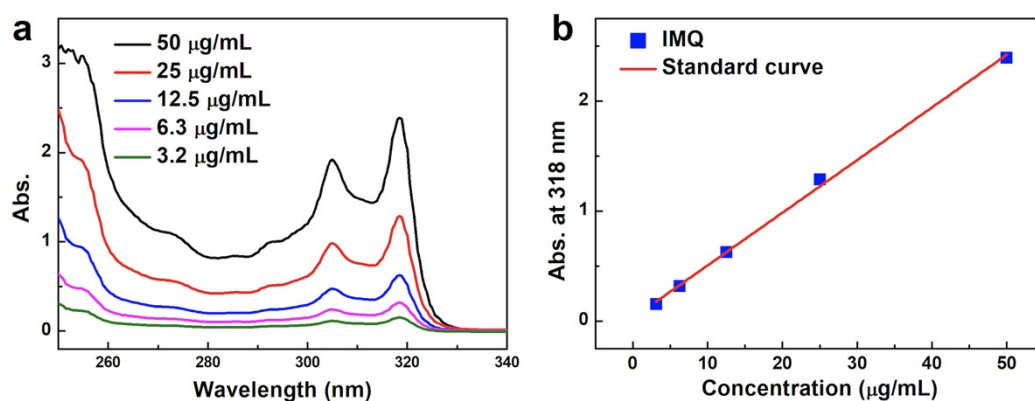 a
50 μg/mL
25 μg/mL
12.5 μg/mL
6.3 μg/mL
3.2 μg/mL
3
2
1
0
Abs.
260 280 300 320 340
Wavelength (nm)
b
IMQ
Standard curve
2
1
0
Abs. at 318 nm
0 10 20 30 40 50
Concentration (μg/mL)